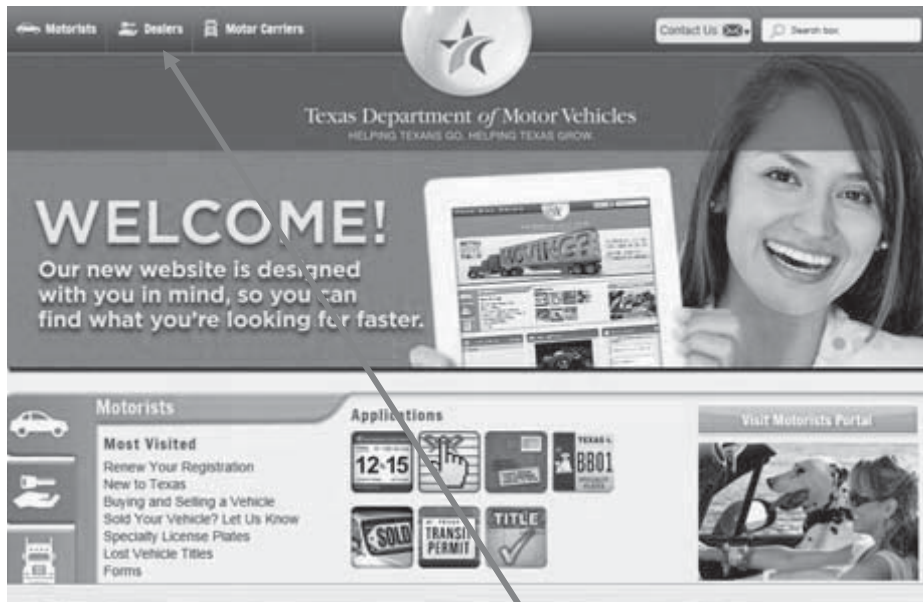 Motorists
Dealers
Motor Carriers
Contact Us
Search box
Texas Department of Motor Vehicles
HELPING TEXANS GO. HELPING TEXAS GROW.
WELCOME!
Our new website is designed
with you in mind, so you can
find what you're looking for faster.
MOVING?
Motorists
Most Visited
Renew Your Registration
New to Texas
Buying and Selling a Vehicle
Sold Your Vehicle? Let Us Know
Specialty License Plates
Lost Vehicle Titles
Forms
Applications
12-15
TEXAS
BB01
SOLD
TRANSIT
PERMIT
TITLE
Visit Motorists Portal